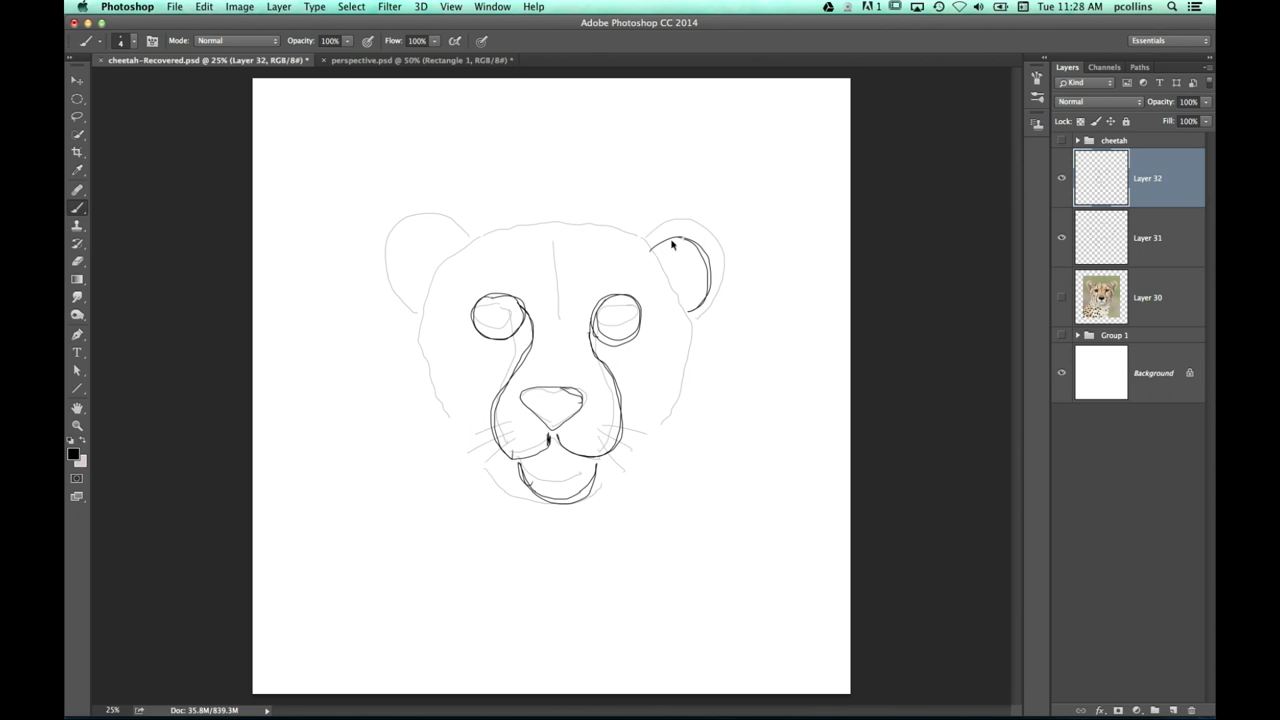 Photoshop File Edit Image Layer Type Select Filter 3D View Window Help
1 Tue 11:28 AM pcollins
Adobe Photoshop CC 2014
4 Mode: Normal Opacity: 100% Flow: 100% Essentials
× cheetah-Recovered.psd @ 25% (Layer 32, RGB/8#) * × perspective.psd @ 50% (Rectangle 1, RGB/8#) *
Layers Channels Paths
Kind
Normal Opacity: 100%
Lock: Fill: 100%
cheetah
Layer 32
Layer 31
Layer 30
Group 1
Background
25% Doc: 35.8M/839.3M